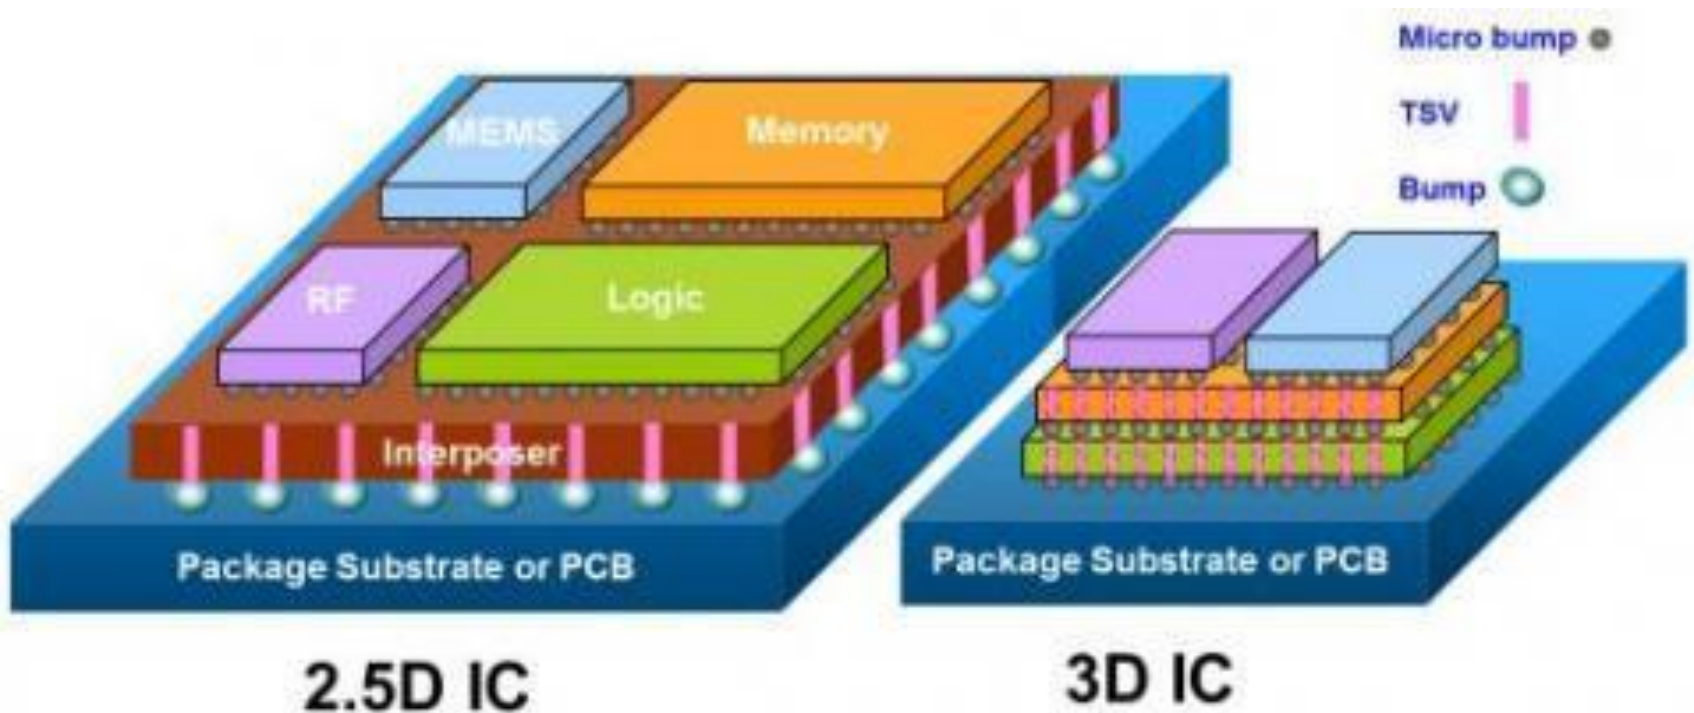 Micro bump
TSV
Bump
MEMS
Memory
RF
Logic
Interposer
Package Substrate or PCB
Package Substrate or PCB
2.5D IC
3D IC